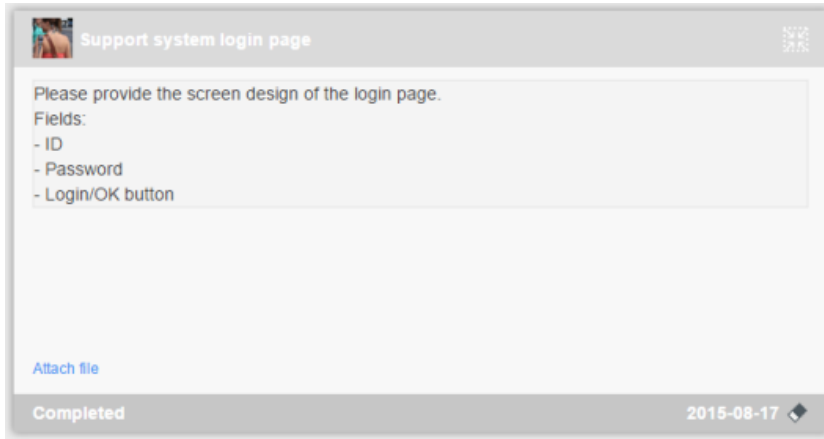 Support system login page
Please provide the screen design of the login page.
Fields:
- ID
- Password
- Login/OK button
Attach file
Completed 2015-08-17